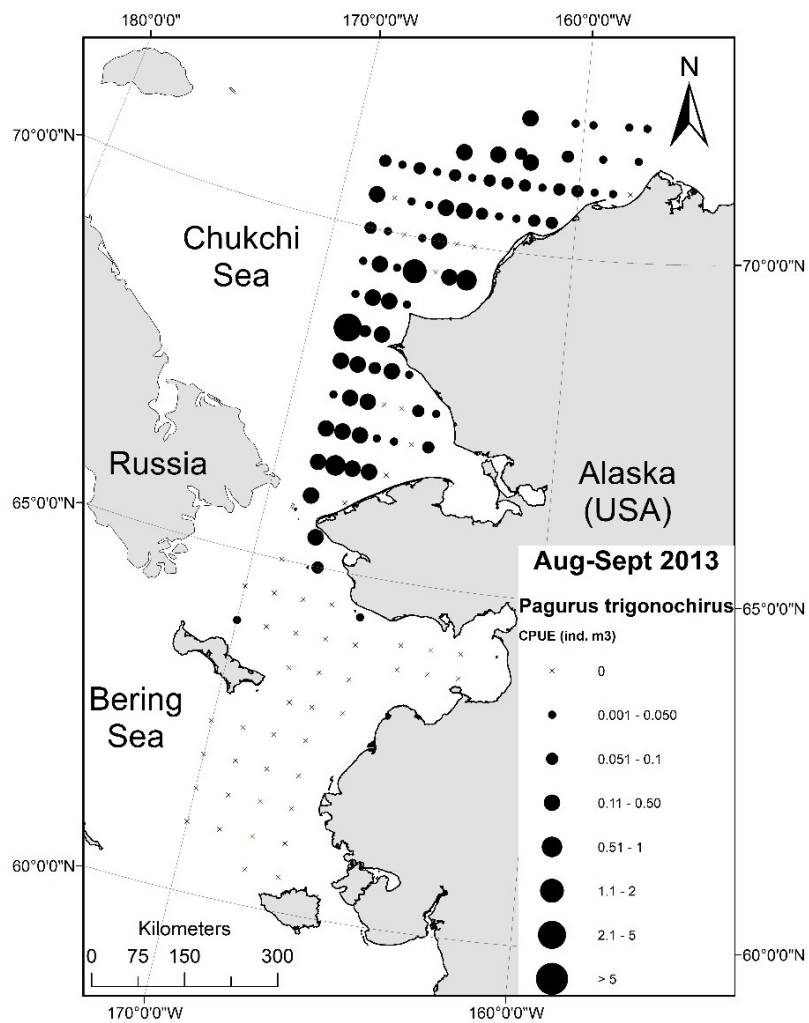 180°0'0"
170°0'0"W
160°0'0"W
N
70°0'0"N
Chukchi
Sea
70°0'0"N
Russia
Alaska
(USA)
65°0'0"N
Aug-Sept 2013
Pagurus trigonochirus
65°0'0"N
CPUE (ind. m3)
0
0.001 - 0.050
Bering
Sea
0.051 - 0.1
0.11 - 0.50
0.51 - 1
60°0'0"N
1.1 - 2
Kilometers
2.1 - 5
0 75 150 300
60°0'0"N
> 5
170°0'0"W
160°0'0"W